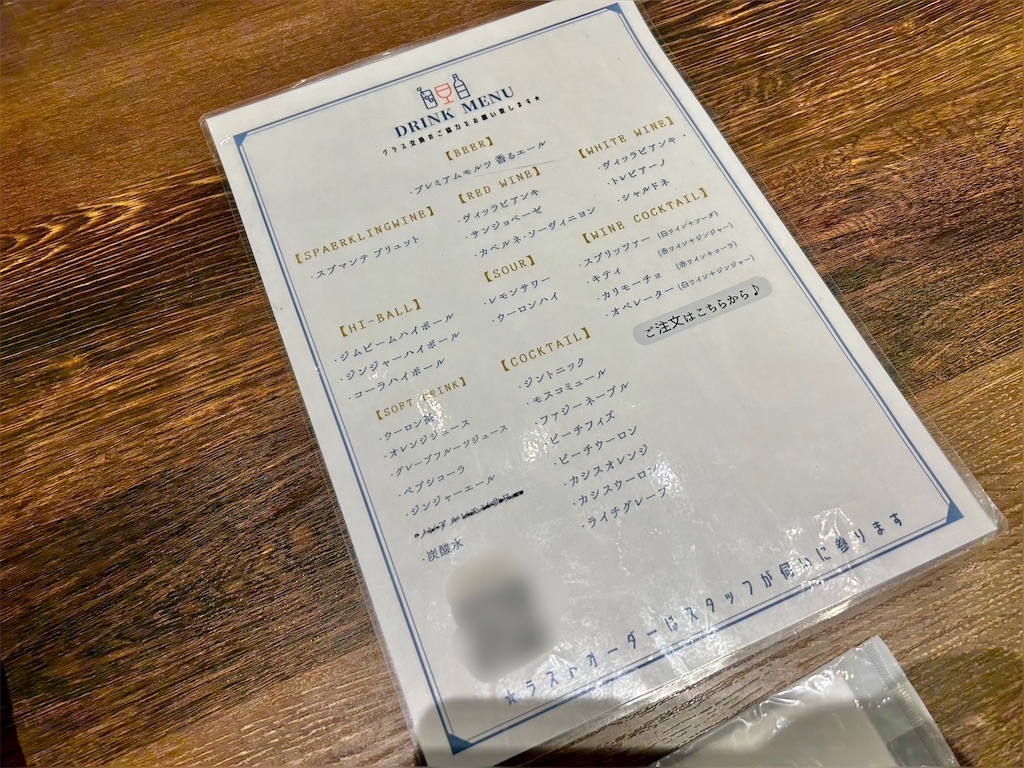 DRINK MENU
グラス交換にご協力をお願い致します★
【BEER】
・プレミアムモルツ 香るエール
【SPAERKLINGWINE】
・スプマンテ ブリュット
【RED WINE】
・ヴィッラビアンキ
・サンジョベーゼ
・カベルネ・ソーヴィニヨン
【WHITE WINE】
・ヴィッラビアンキ
・トレビアーノ
・シャルドネ
【HI-BALL】
・ジムビームハイボール
・ジンジャーハイボール
・コーラハイボール
【SOUR】
・レモンサワー
・ウーロンハイ
【WINE COCKTAIL】
・スプリッツァー (白ワイン+ソーダ)
・キティ (赤ワイン+ジンジャー)
・カリモーチョ (赤ワイン+コーラ)
・オペレーター (白ワイン+ジンジャー)
ご注文はこちらから♪
【SOFT DRINK】
・ウーロン茶
・オレンジジュース
・グレープフルーツジュース
・ペプシコーラ
・ジンジャーエール
・炭酸水
【COCKTAIL】
・ジントニック
・モスコミュール
・ファジーネーブル
・ピーチフィズ
・ピーチウーロン
・カシスオレンジ
・カシスウーロン
・ライチグレープ
★ラストオーダーはスタッフが伺いに参ります